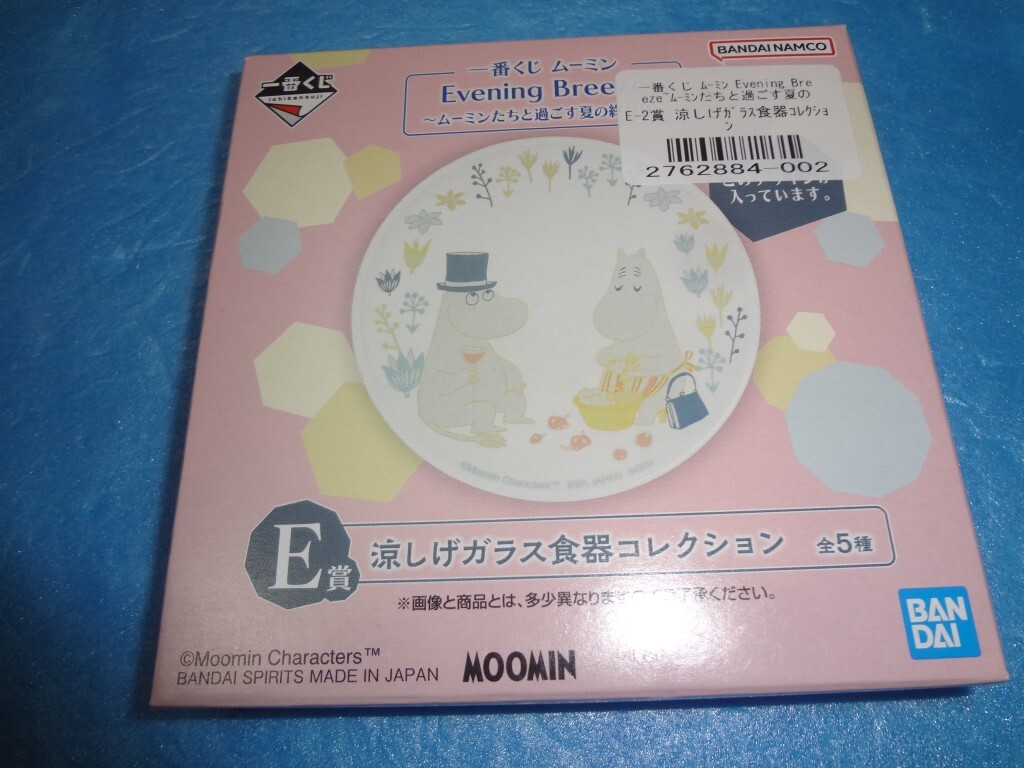 一番くじ
ichibankuji
BANDAI NAMCO
一番くじ ムーミン
Evening Bree
～ムーミンたちと過ごす夏の
一番くじ ムーミン Evening Bre
eze ムーミンたちと過ごす夏の
E-2賞 涼しげガラス食器コレクショ
ン
2762884-002
入っています。
©Moomin Characters™
JAPAN
E賞
涼しげガラス食器コレクション 全5種
※画像と商品とは、多少異なります
承ください。
©Moomin Characters™
BANDAI SPIRITS MADE IN JAPAN
MOOMIN
BAN
DAI